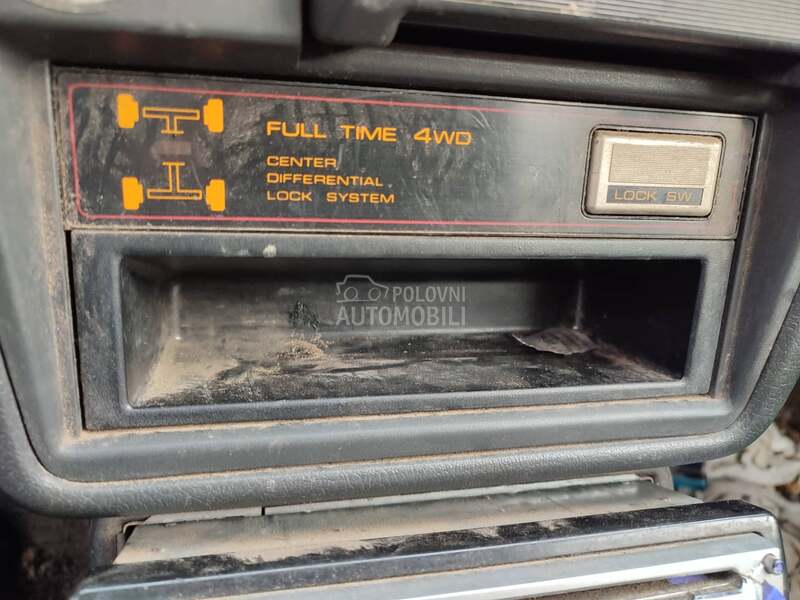 FULL TIME 4WD
CENTER
DIFFERENTIAL
LOCK SYSTEM
LOCK SW
POLOVNI
AUTOMOBILI